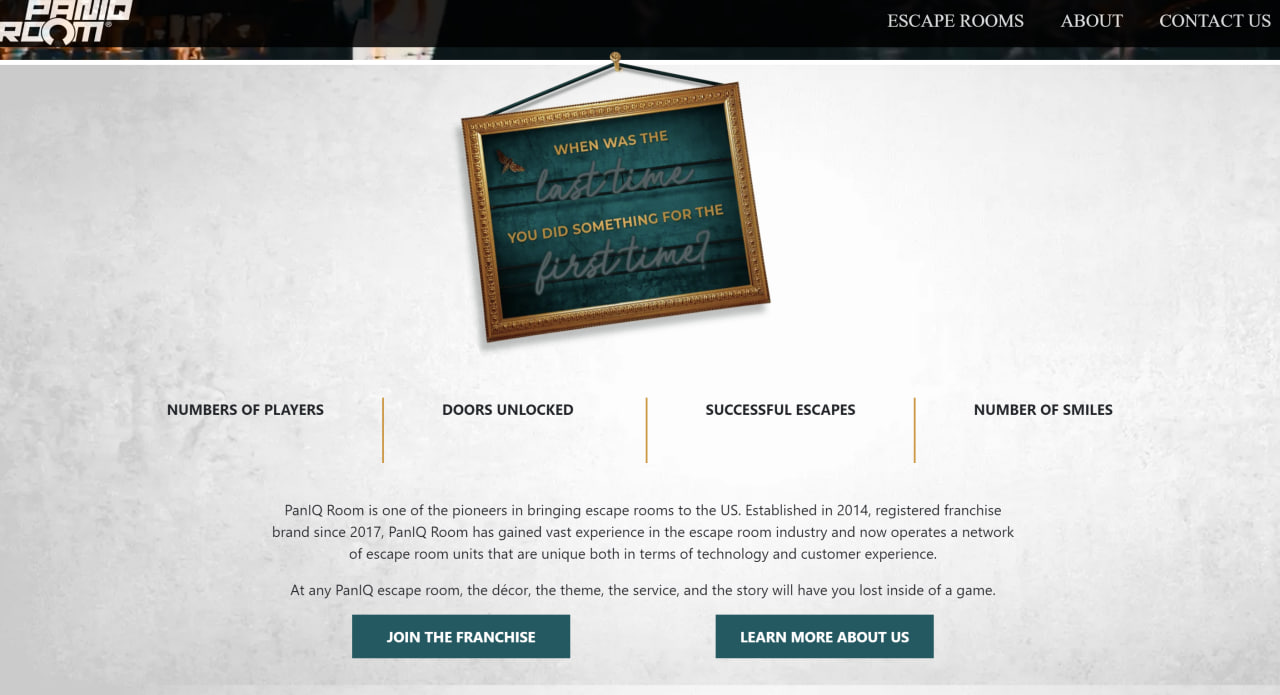 PANIQ
ROOM®
ESCAPE ROOMS
ABOUT
CONTACT US
WHEN WAS THE
last time
YOU DID SOMETHING FOR THE
first time?
NUMBERS OF PLAYERS
DOORS UNLOCKED
SUCCESSFUL ESCAPES
NUMBER OF SMILES
PanIQ Room is one of the pioneers in bringing escape rooms to the US. Established in 2014, registered franchise
brand since 2017, PanIQ Room has gained vast experience in the escape room industry and now operates a network
of escape room units that are unique both in terms of technology and customer experience.
At any PanIQ escape room, the décor, the theme, the service, and the story will have you lost inside of a game.
JOIN THE FRANCHISE
LEARN MORE ABOUT US